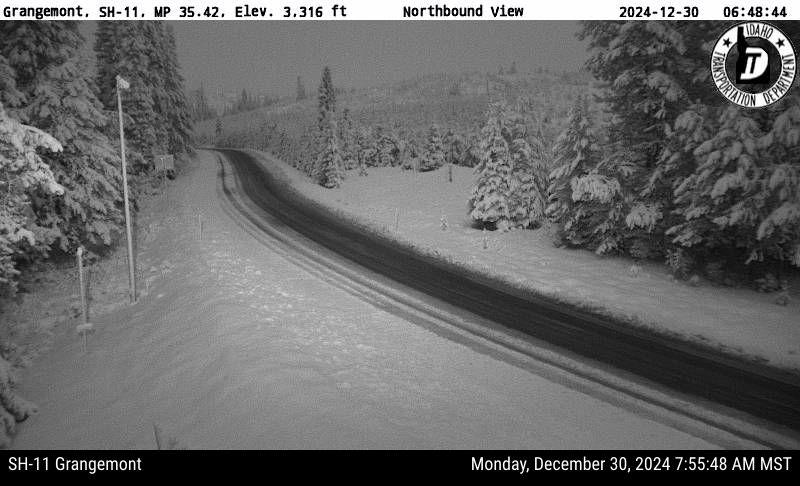 Grangemont, SH-11, MP 35.42, Elev. 3,316 ft Northbound View 2024-12-30 06:48:44
IDAHO
TRANSPORTATION DEPARTMENT
SH-11 Grangemont Monday, December 30, 2024 7:55:48 AM MST